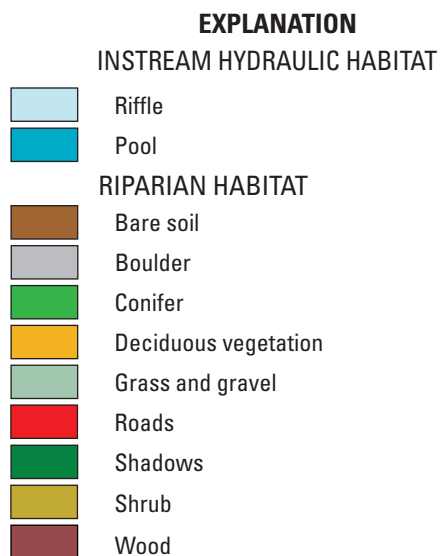 EXPLANATION
INSTREAM HYDRAULIC HABITAT
Riffle
Pool
RIPARIAN HABITAT
Bare soil
Boulder
Conifer
Deciduous vegetation
Grass and gravel
Roads
Shadows
Shrub
Wood